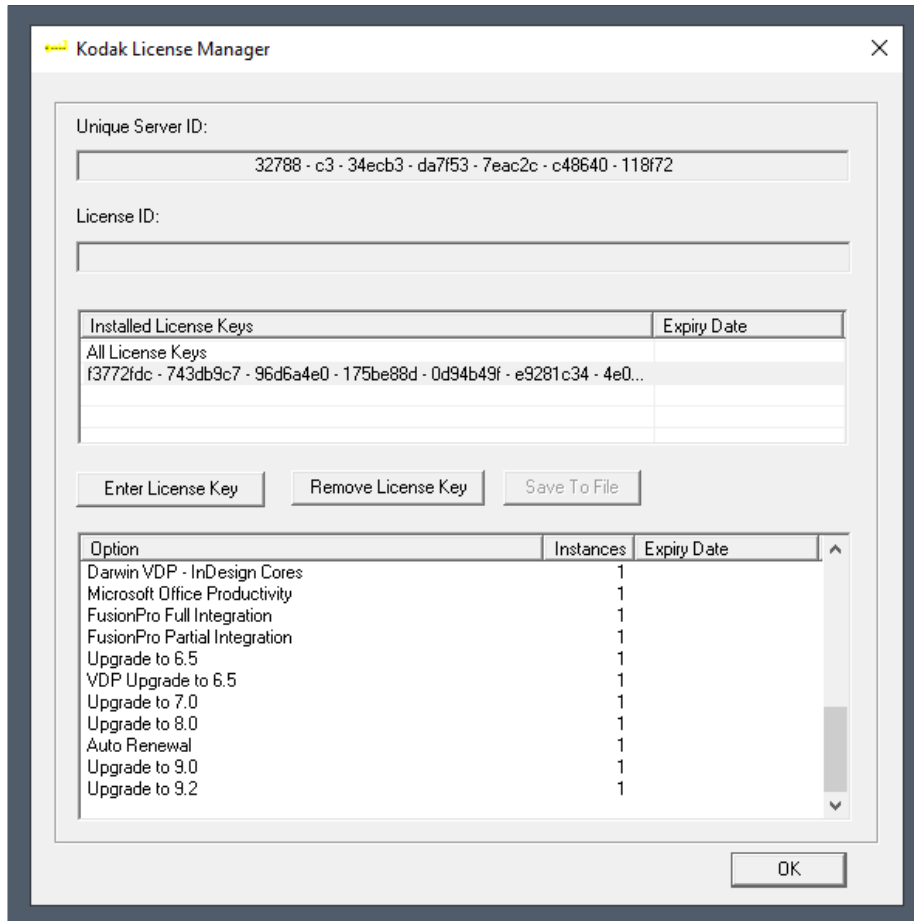 Kodak License Manager
Unique Server ID:
32788 - c3 - 34ecb3 - da7f53 - 7eac2c - c48640 - 118f72
License ID:
Installed License Keys Expiry Date
All License Keys
f3772fdc - 743db9c7 - 96d6a4e0 - 175be88d - 0d94b49f - e9281c34 - 4e0...
Enter License Key Remove License Key Save To File
Option Instances Expiry Date
Darwin VDP - InDesign Cores 1
Microsoft Office Productivity 1
FusionPro Full Integration 1
FusionPro Partial Integration 1
Upgrade to 6.5 1
VDP Upgrade to 6.5 1
Upgrade to 7.0 1
Upgrade to 8.0 1
Auto Renewal 1
Upgrade to 9.0 1
Upgrade to 9.2 1
OK